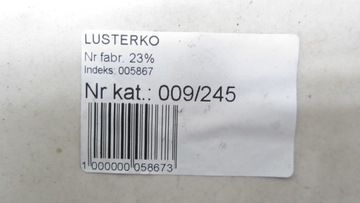 LUSTERKO
Nr fabr. 23%
Indeks: 005867
Nr kat.: 009/245
1 000000 058673